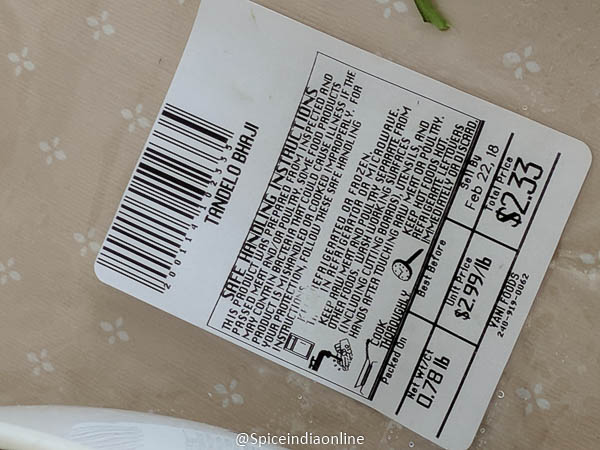 TANDELO BHAJI
SAFE HANDLING INSTRUCTIONS
THIS PRODUCT WAS PREPARED FROM INSPECTED AND
PASSED MEAT AND/OR POULTRY. SOME FOOD PRODUCTS
MAY CONTAIN BACTERIA THAT COULD CAUSE ILLNESS IF THE
PRODUCT IS MISHANDLED OR COOKED IMPROPERLY. FOR
YOUR PROTECTION, FOLLOW THESE SAFE HANDLING
INSTRUCTIONS.
KEEP REFRIGERATED OR FROZEN.
THAW IN REFRIGERATOR OR MICROWAVE.
KEEP RAW MEAT AND POULTRY SEPARATE FROM
OTHER FOODS. WASH WORKING SURFACES
(INCLUDING CUTTING BOARDS), UTENSILS, AND
HANDS AFTER TOUCHING RAW MEAT OR POULTRY.
COOK
THOROUGHLY
KEEP HOT FOODS HOT.
REFRIGERATE LEFTOVERS
IMMEDIATELY OR DISCARD.
Packed On
Best Before
Sell By
Feb 22, 18
Net Wt/Ct
0.78 lb
Unit Price
$2.99/lb
Total Price
$2.33
VANI FOODS
240-919-0062
@Spiceindiaonline